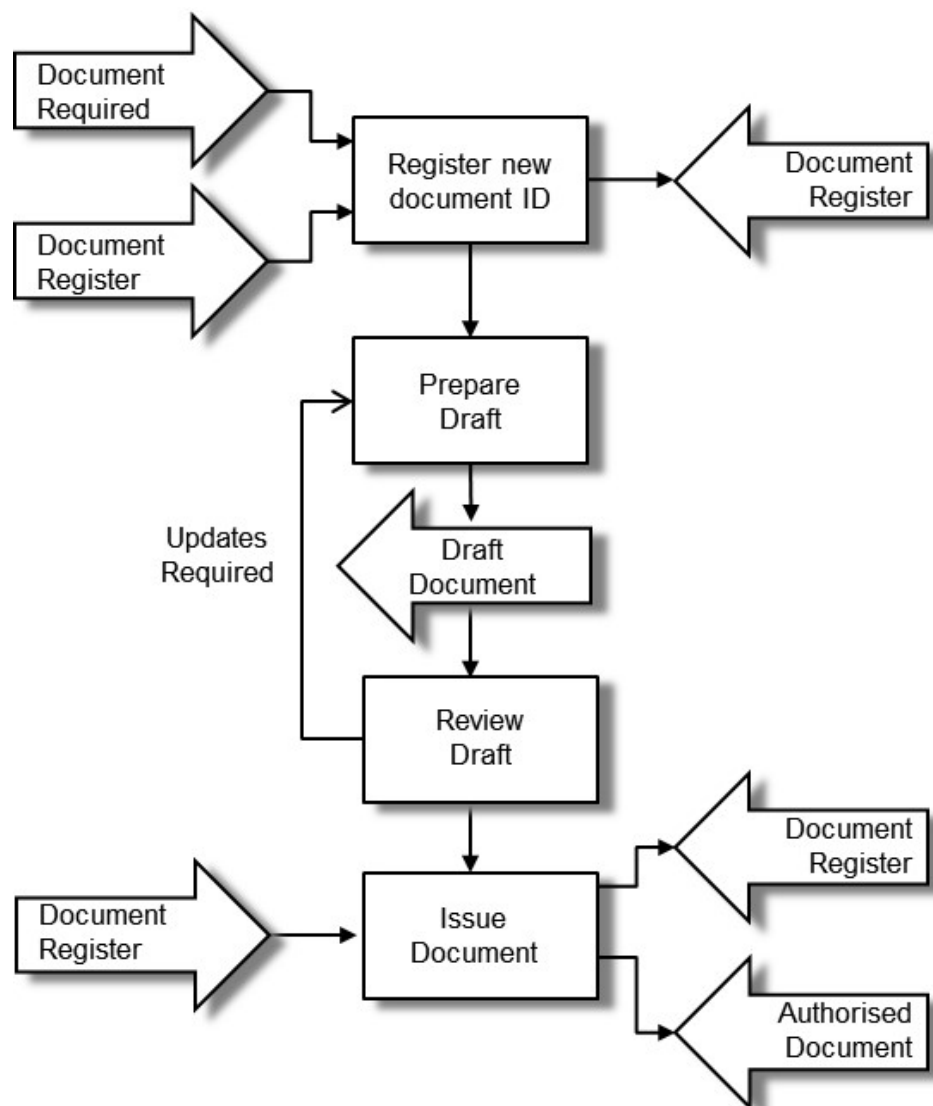 Document
Required
Register new
document ID
Document
Register
Document
Register
Prepare
Draft
Updates
Required
Draft
Document
Review
Draft
Document
Register
Document
Register
Issue
Document
Authorised
Document